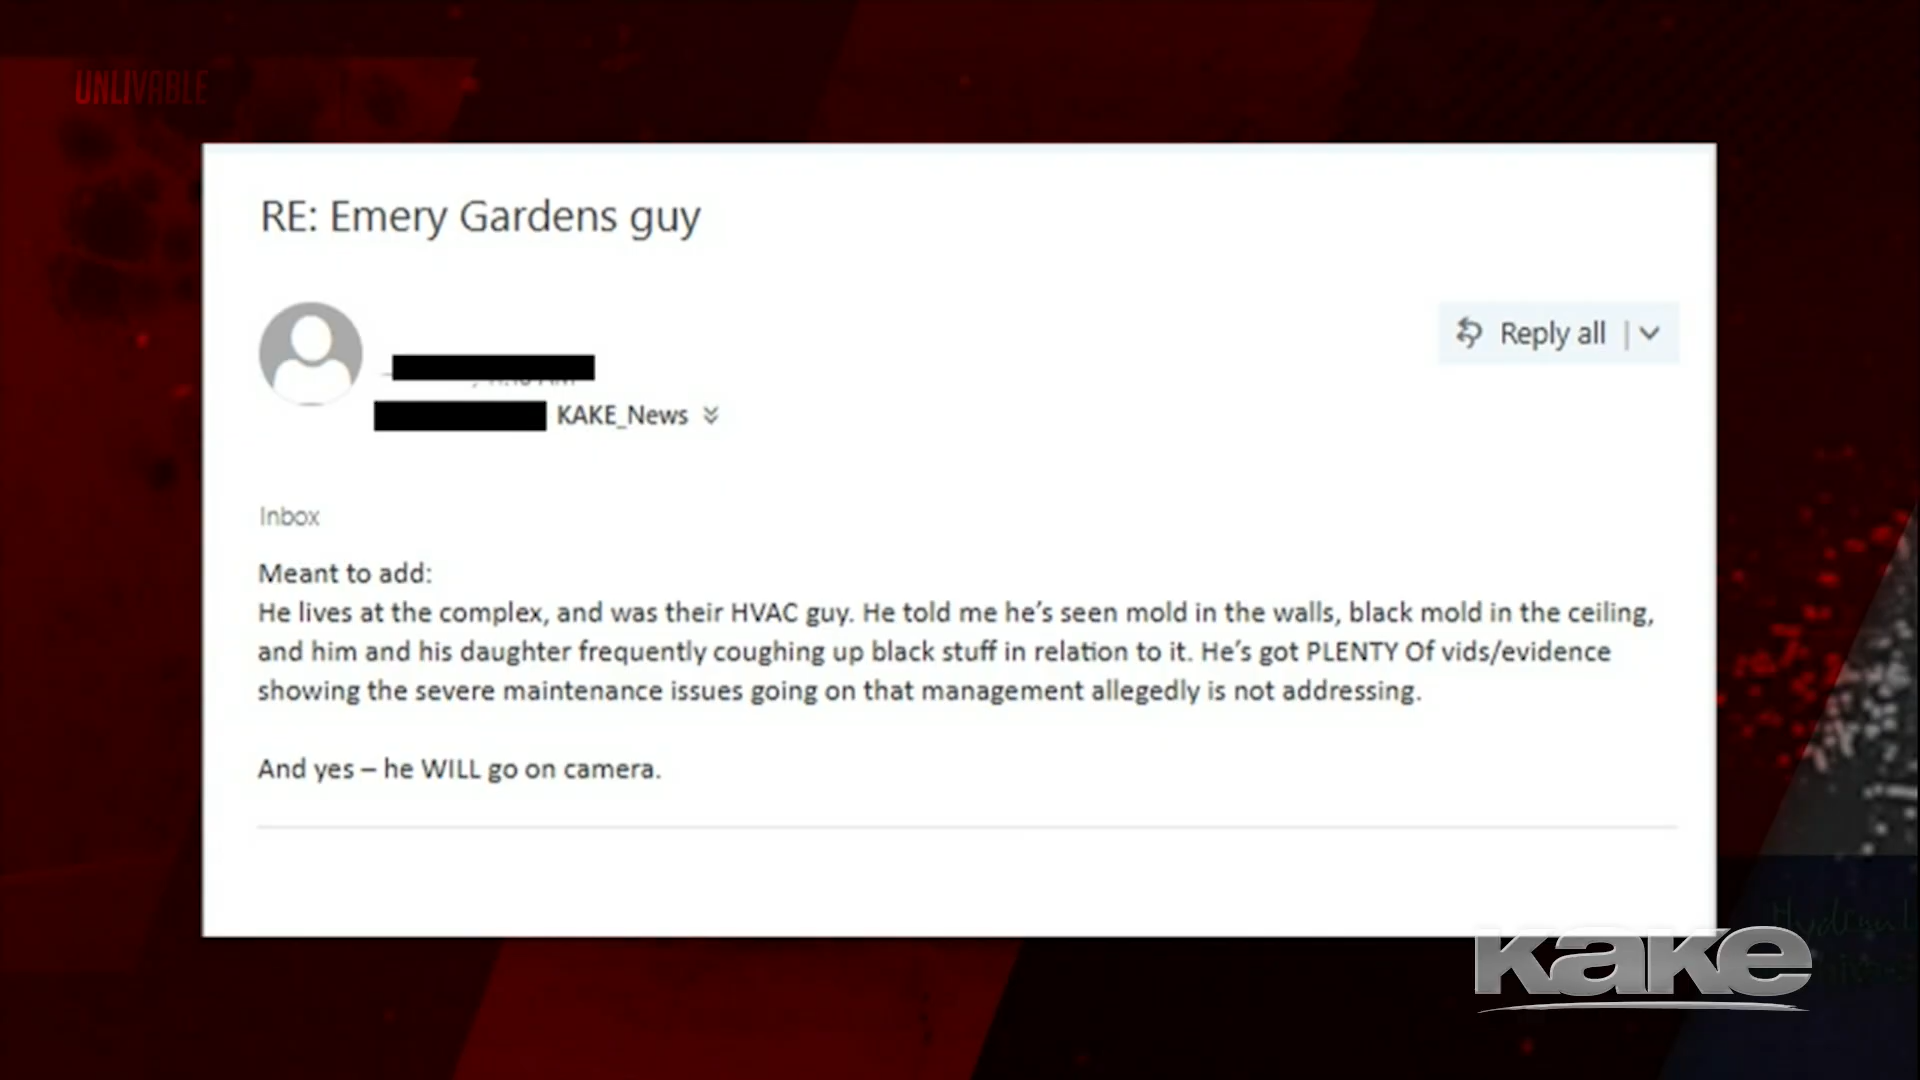 UNLIVABLE
RE: Emery Gardens guy
Reply all
KAKE_News
Inbox
Meant to add:
He lives at the complex, and was their HVAC guy. He told me he’s seen mold in the walls, black mold in the ceiling,
and him and his daughter frequently coughing up black stuff in relation to it. He’s got PLENTY Of vids/evidence
showing the severe maintenance issues going on that management allegedly is not addressing.
And yes – he WILL go on camera.
kake